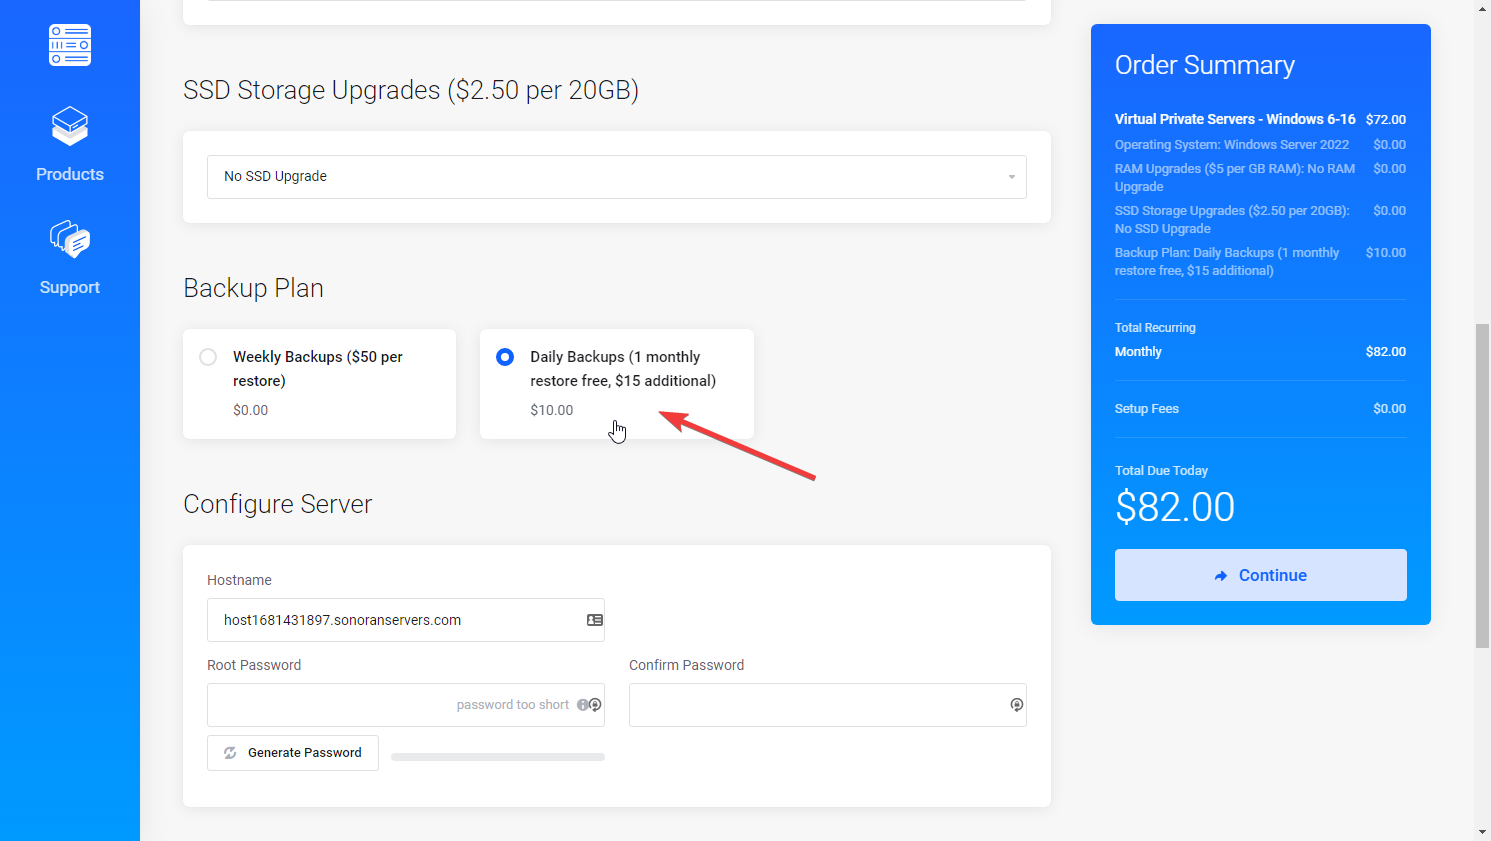 Products
Support
SSD Storage Upgrades ($2.50 per 20GB)
No SSD Upgrade
Backup Plan
Weekly Backups ($50 per
restore)
$0.00
Daily Backups (1 monthly
restore free, $15 additional)
$10.00
Configure Server
Hostname
host1681431897.sonoranservers.com
Root Password
password too short
Confirm Password
Generate Password
Order Summary
Virtual Private Servers - Windows 6-16 $72.00
Operating System: Windows Server 2022 $0.00
RAM Upgrades ($5 per GB RAM): No RAM $0.00
Upgrade
SSD Storage Upgrades ($2.50 per 20GB): $0.00
No SSD Upgrade
Backup Plan: Daily Backups (1 monthly $10.00
restore free, $15 additional)
Total Recurring
Monthly $82.00
Setup Fees $0.00
Total Due Today
$82.00
Continue